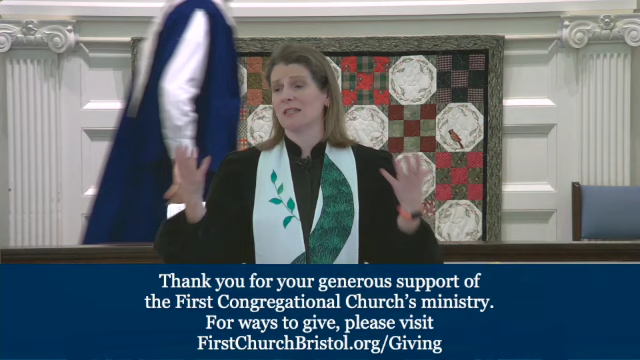 Thank you for your generous support of
the First Congregational Church's ministry.
For ways to give, please visit
FirstChurchBristol.org/Giving